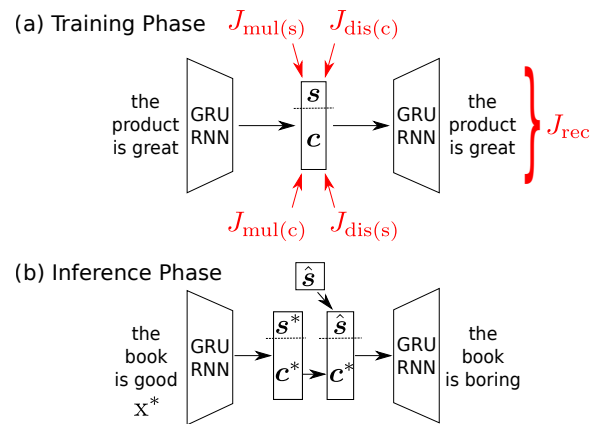 (a) Training Phase
J_mul(s) J_dis(c)
the
product
is great
GRU
RNN
s
c
GRU
RNN
the
product
is great
J_rec
J_mul(c) J_dis(s)
(b) Inference Phase
ŝ
the
book
is good
x*
GRU
RNN
s*
c*
ŝ
c*
GRU
RNN
the
book
is boring